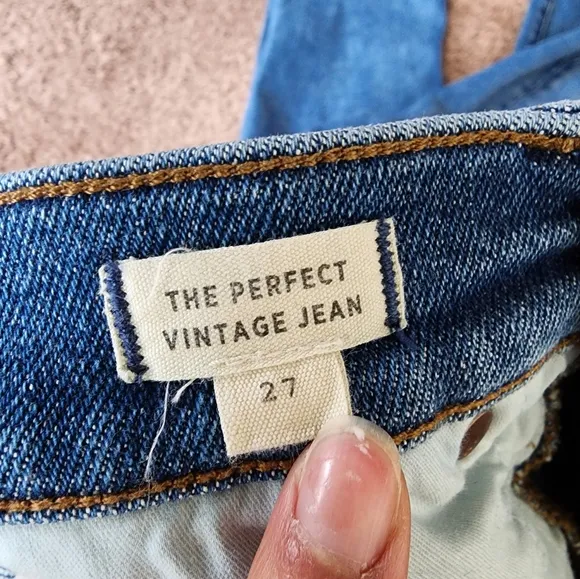 THE PERFECT
VINTAGE JEAN
27